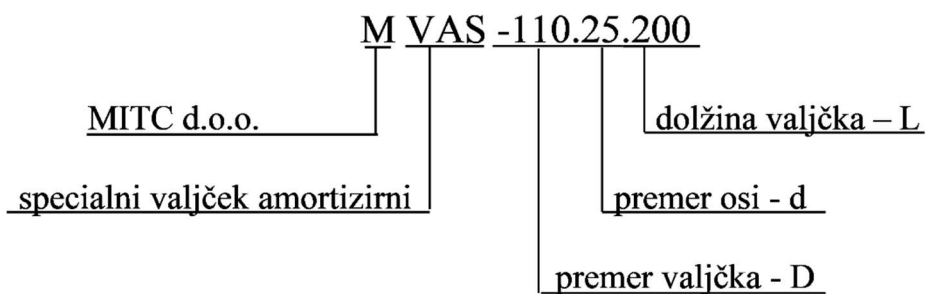 M VAS -110.25.200
MITC d.o.o.
dolžina valjčka – L
specialni valjček amortizirni
premer osi - d
premer valjčka - D